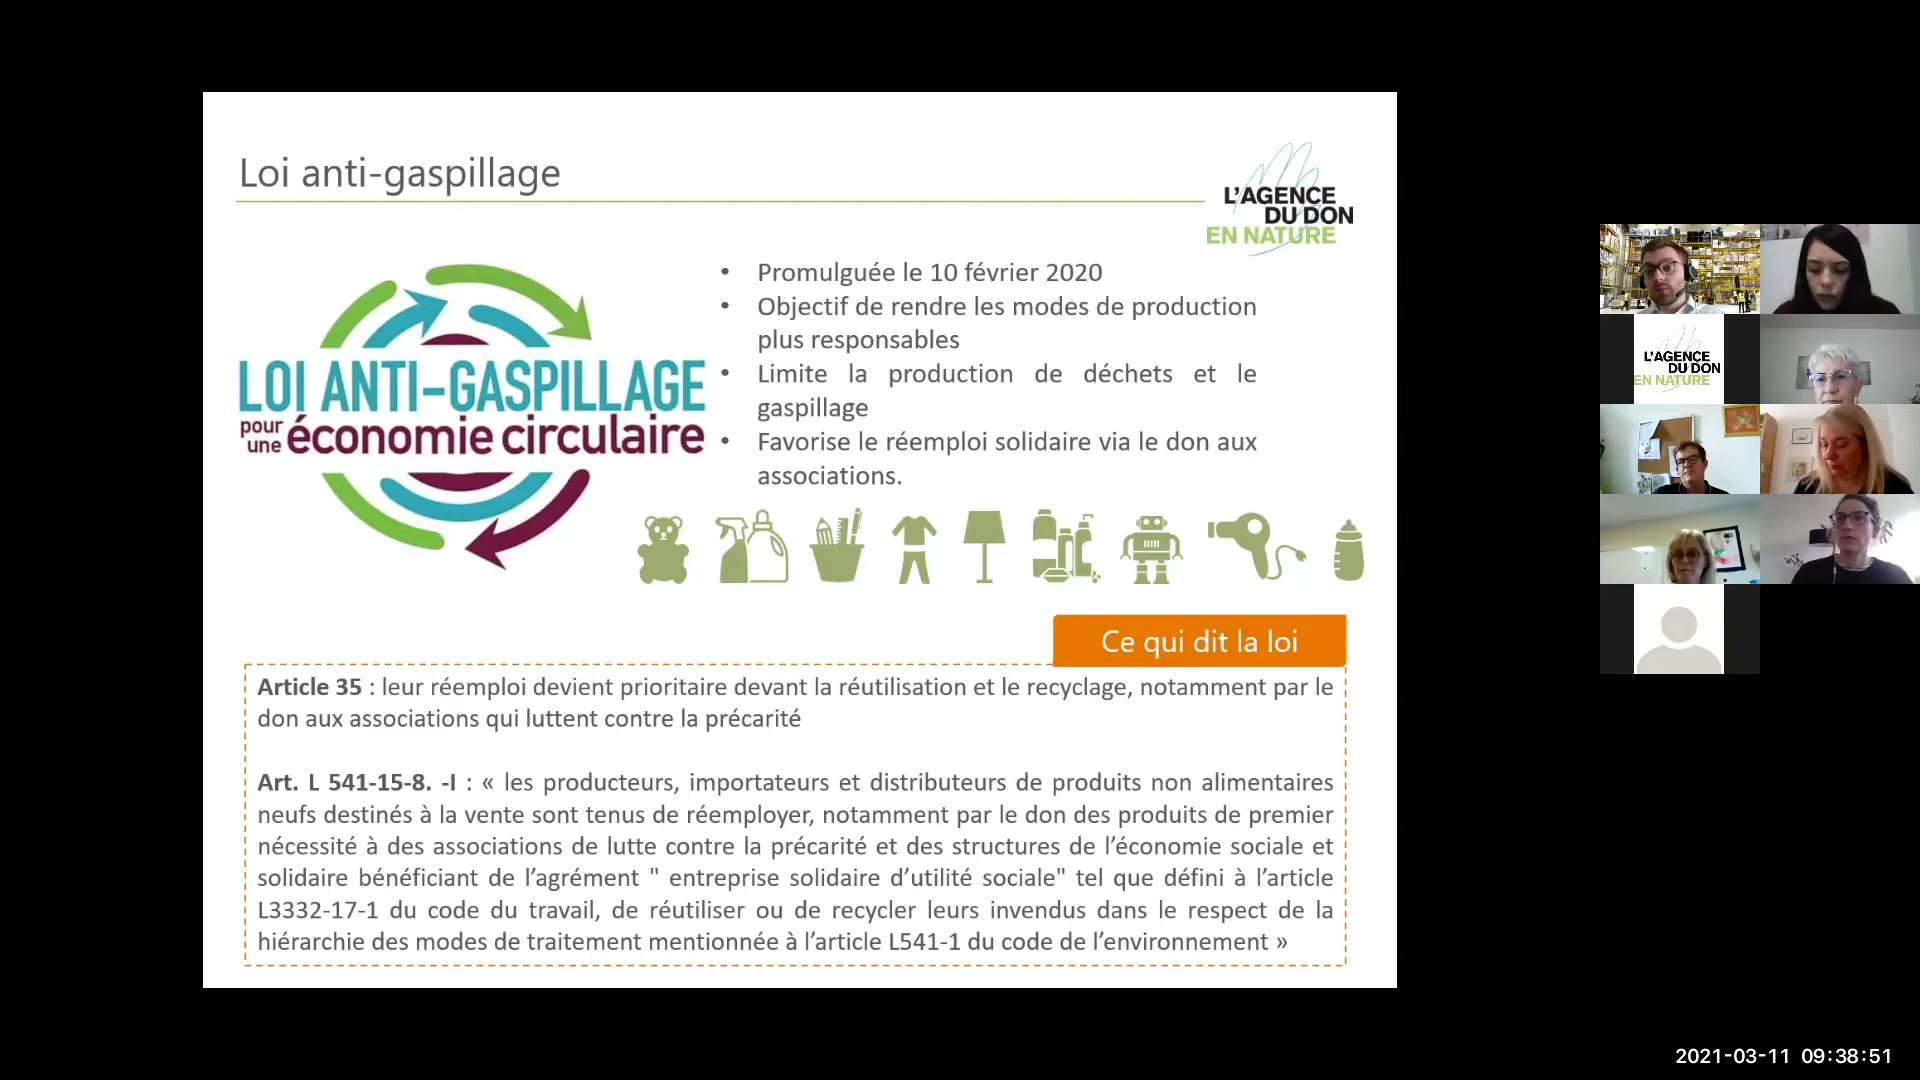 Loi anti-gaspillage
L'AGENCE
DU DON
EN NATURE
LOI ANTI-GASPILLAGE
pour
une économie circulaire
• Promulguée le 10 février 2020
• Objectif de rendre les modes de production
plus responsables
• Limite la production de déchets et le
gaspillage
• Favorise le réemploi solidaire via le don aux
associations.
Ce qui dit la loi
Article 35 : leur réemploi devient prioritaire devant la réutilisation et le recyclage, notamment par le
don aux associations qui luttent contre la précarité
Art. L 541-15-8. -I : « les producteurs, importateurs et distributeurs de produits non alimentaires
neufs destinés à la vente sont tenus de réemployer, notamment par le don des produits de premier
nécessité à des associations de lutte contre la précarité et des structures de l’économie sociale et
solidaire bénéficiant de l’agrément " entreprise solidaire d’utilité sociale" tel que défini à l’article
L3332-17-1 du code du travail, de réutiliser ou de recycler leurs invendus dans le respect de la
hiérarchie des modes de traitement mentionnée à l’article L541-1 du code de l’environnement »
L'AGENCE
DU DON
EN NATURE
2021-03-11 09:38:51